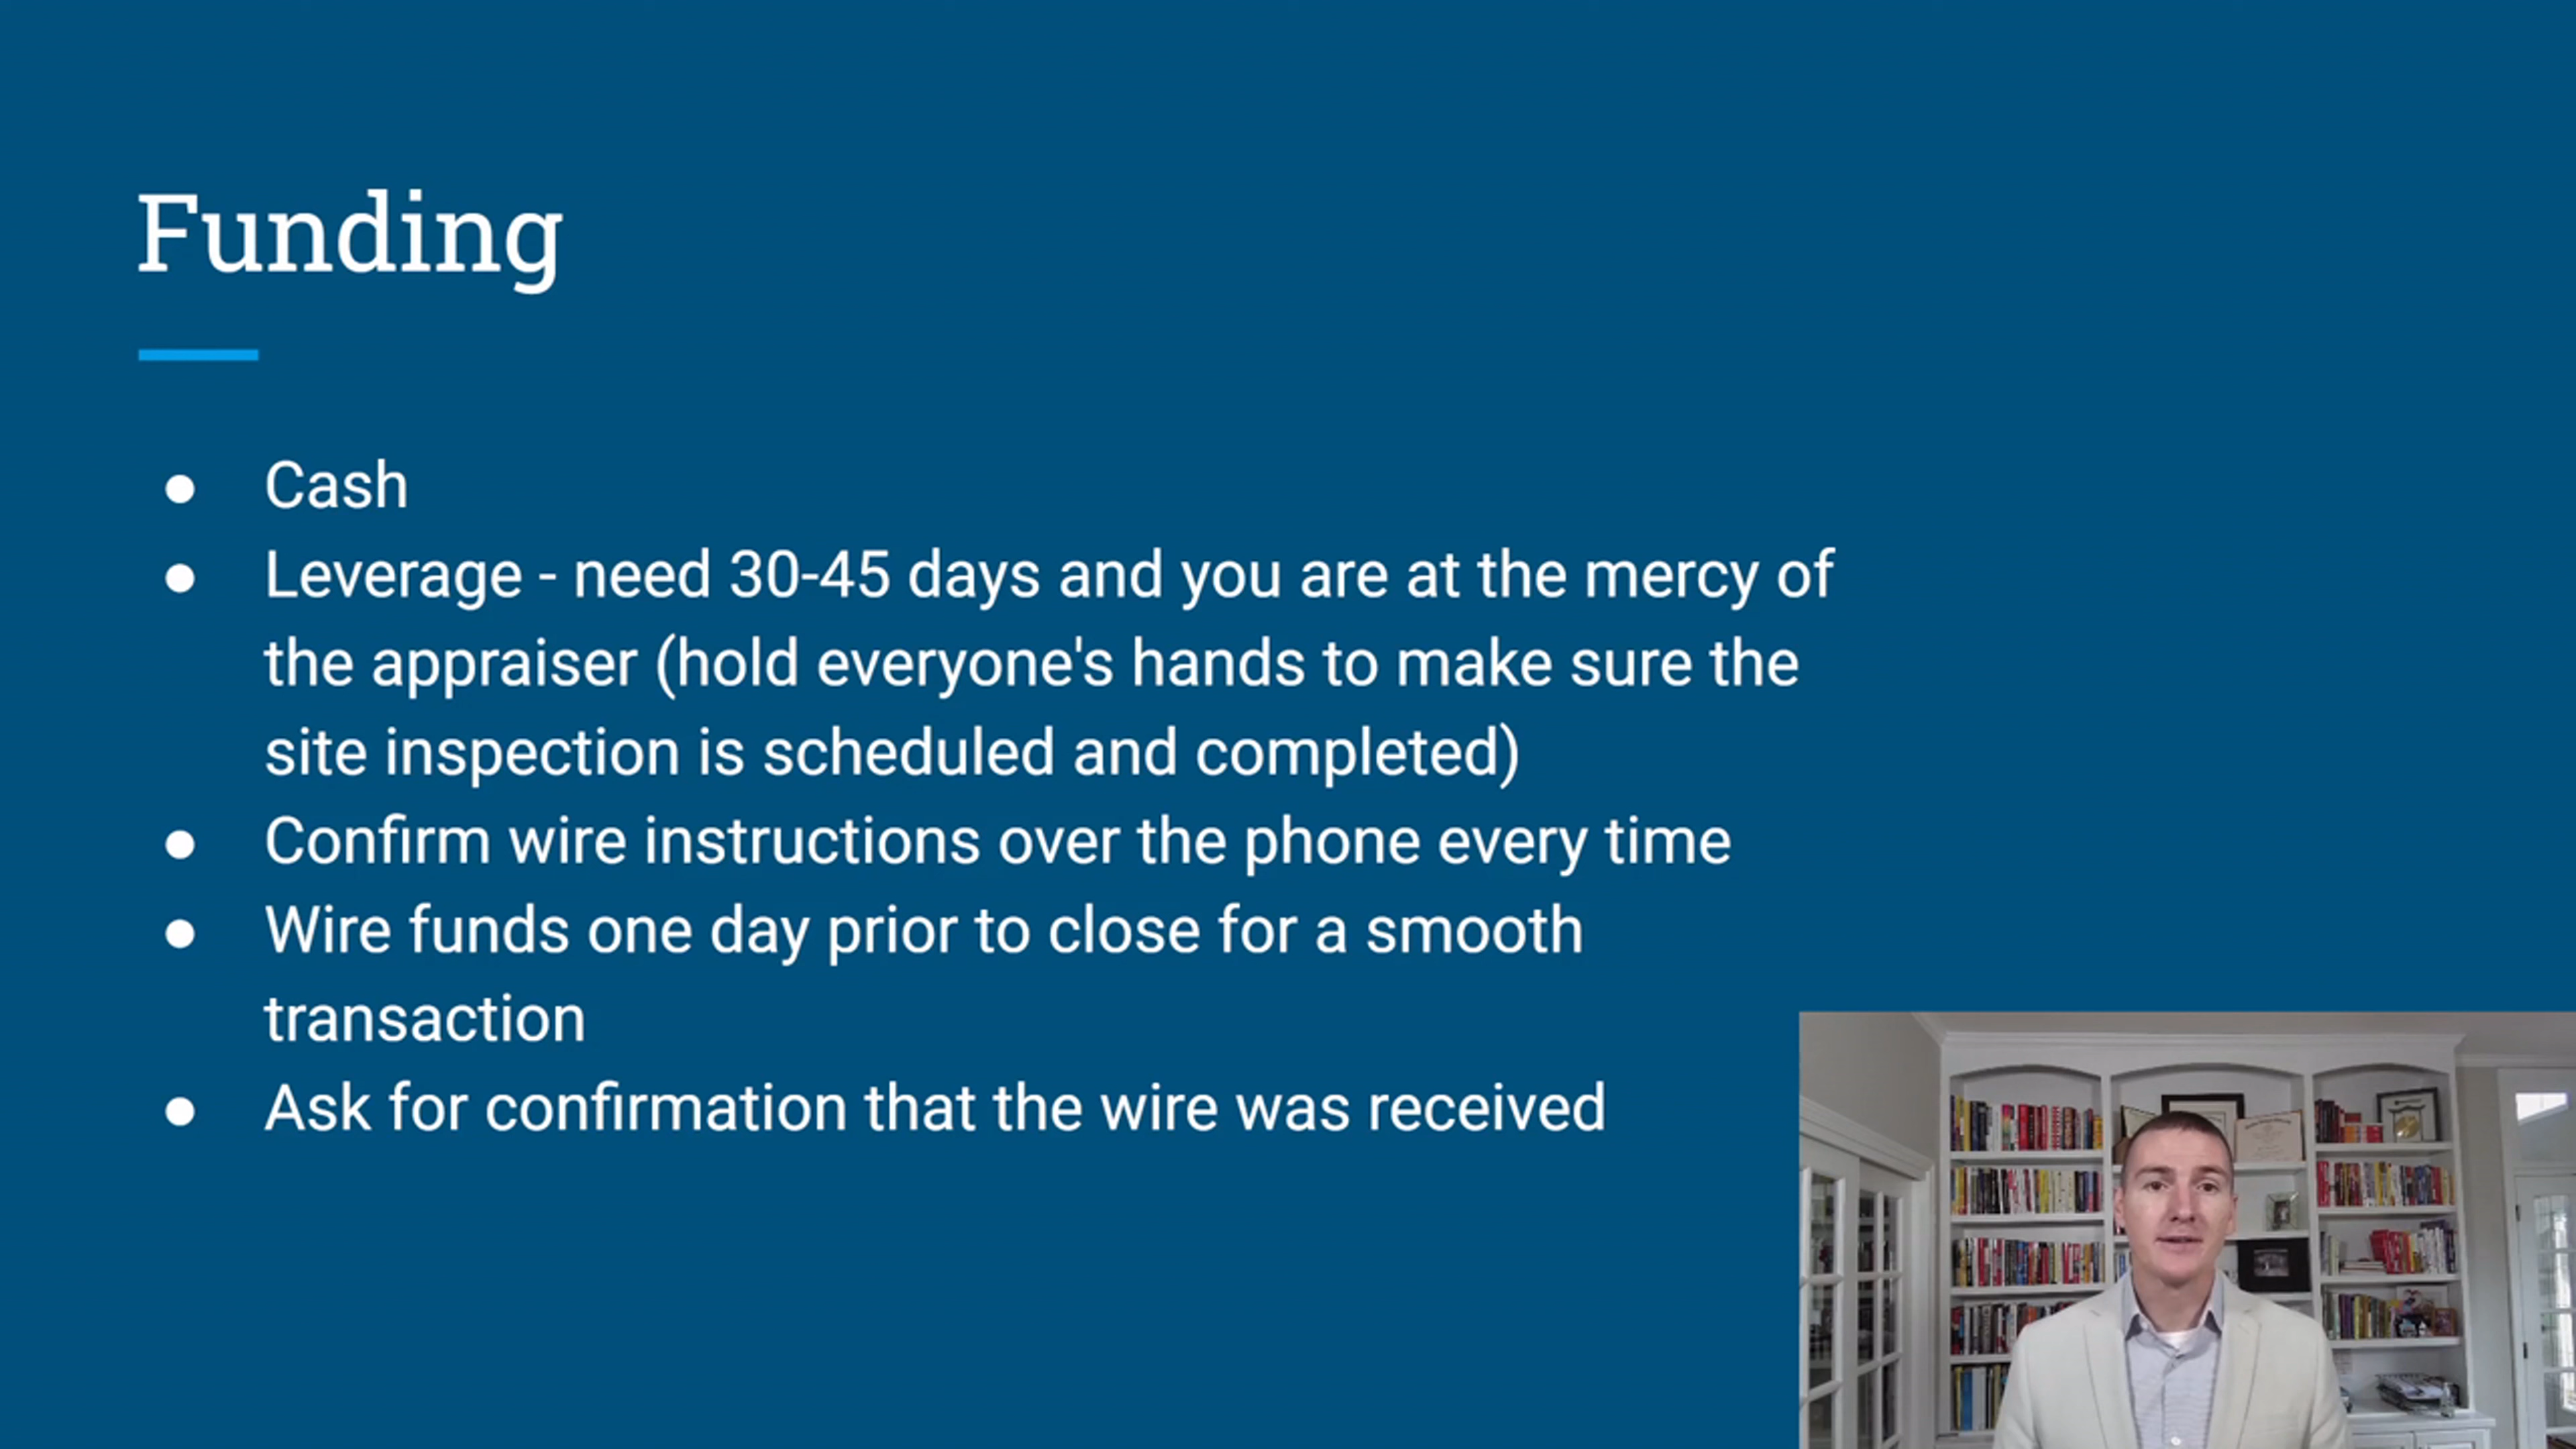 Funding
● Cash
● Leverage - need 30-45 days and you are at the mercy of
the appraiser (hold everyone's hands to make sure the
site inspection is scheduled and completed)
● Confirm wire instructions over the phone every time
● Wire funds one day prior to close for a smooth
transaction
● Ask for confirmation that the wire was received